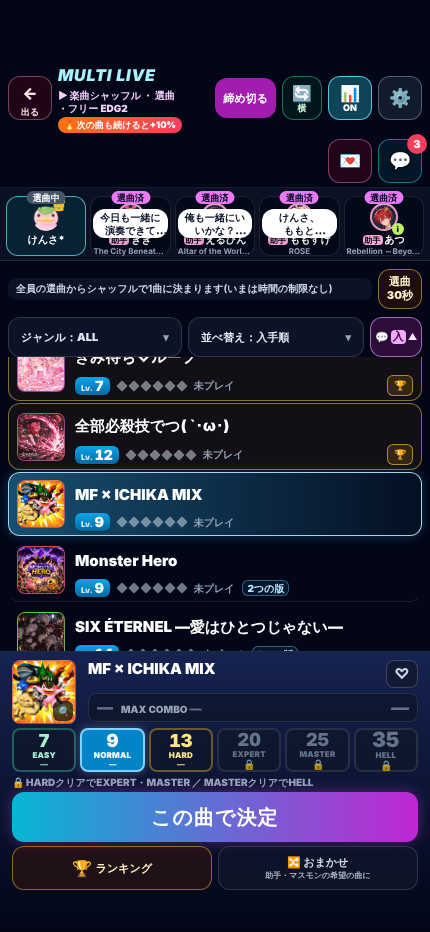 ←
出る
MULTI LIVE
▶ 楽曲シャッフル ・ 選曲
・フリー EDG2
🔥 次の曲も続けると+10%
締め切る
🔄
横
📊
ON
⚙️
💌
💬
3
選曲中
けんさ*
選曲済
今日も一緒に
演奏できて…
助手
The City Beneat…
選曲済
俺も一緒にい
いかな？…
助手
Altar of the Worl…
選曲済
けんさ、
ももと…
助手
ROSE
選曲済
助手 あつ
Rebellion ～Beyo…
全員の選曲からシャッフルで1曲に決まります(いまは時間の制限なし)
選曲
30秒
ジャンル：ALL ▼
並べ替え：入手順 ▼
💬 入 ▲
Lv. 7 ◆◆◆◆◆◆ 未プレイ 🏆
全部必殺技でつ(｀･ω･)
Lv. 12 ◆◆◆◆◆◆ 未プレイ 🏆
MF × ICHIKA MIX
Lv. 9 ◆◆◆◆◆◆ 未プレイ
Monster Hero
Lv. 9 ◆◆◆◆◆◆ 未プレイ 2つの版
SIX ÉTERNEL —愛はひとつじゃない—
MF × ICHIKA MIX
♡
— MAX COMBO — —
7
EASY
—
9
NORMAL
—
13
HARD
—
20
EXPERT
🔒
25
MASTER
🔒
35
HELL
🔒
🔒 HARDクリアでEXPERT・MASTER ／ MASTERクリアでHELL
この曲で決定
🏆 ランキング
🔀 おまかせ
助手・マスモンの希望の曲に